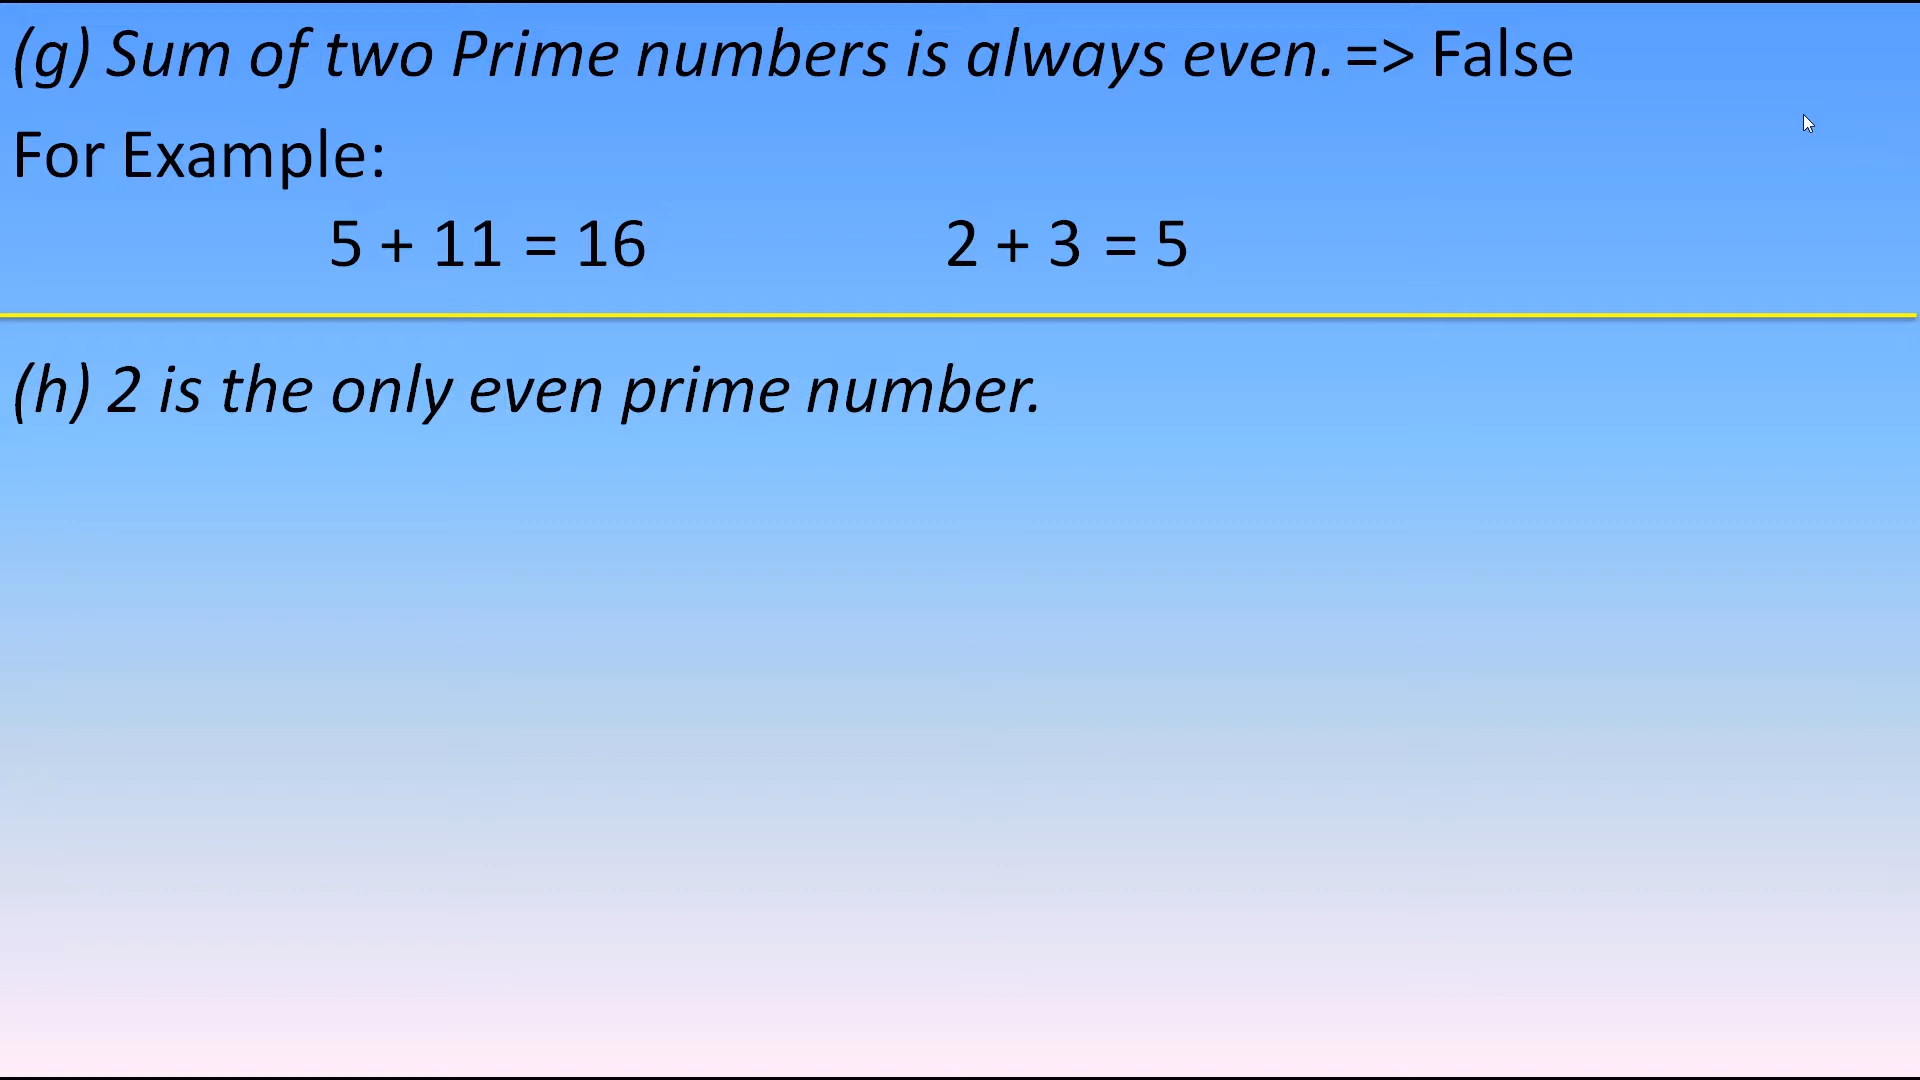 (g) Sum of two Prime numbers is always even. => False
For Example:
5 + 11 = 16 2 + 3 = 5
(h) 2 is the only even prime number.